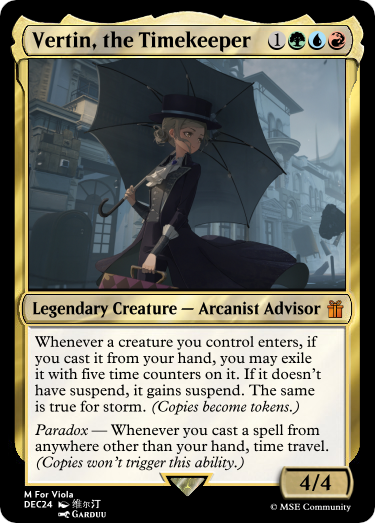 Vertin, the Timekeeper 1
Legendary Creature — Arcanist Advisor
Whenever a creature you control enters, if
you cast it from your hand, you may exile
it with five time counters on it. If it doesn't
have suspend, it gains suspend. The same
is true for storm. (Copies become tokens.)
Paradox — Whenever you cast a spell from
anywhere other than your hand, time travel.
(Copies won't trigger this ability.)
4/4
M For Viola
DEC24 维尔汀
GARDUU
© MSE Community